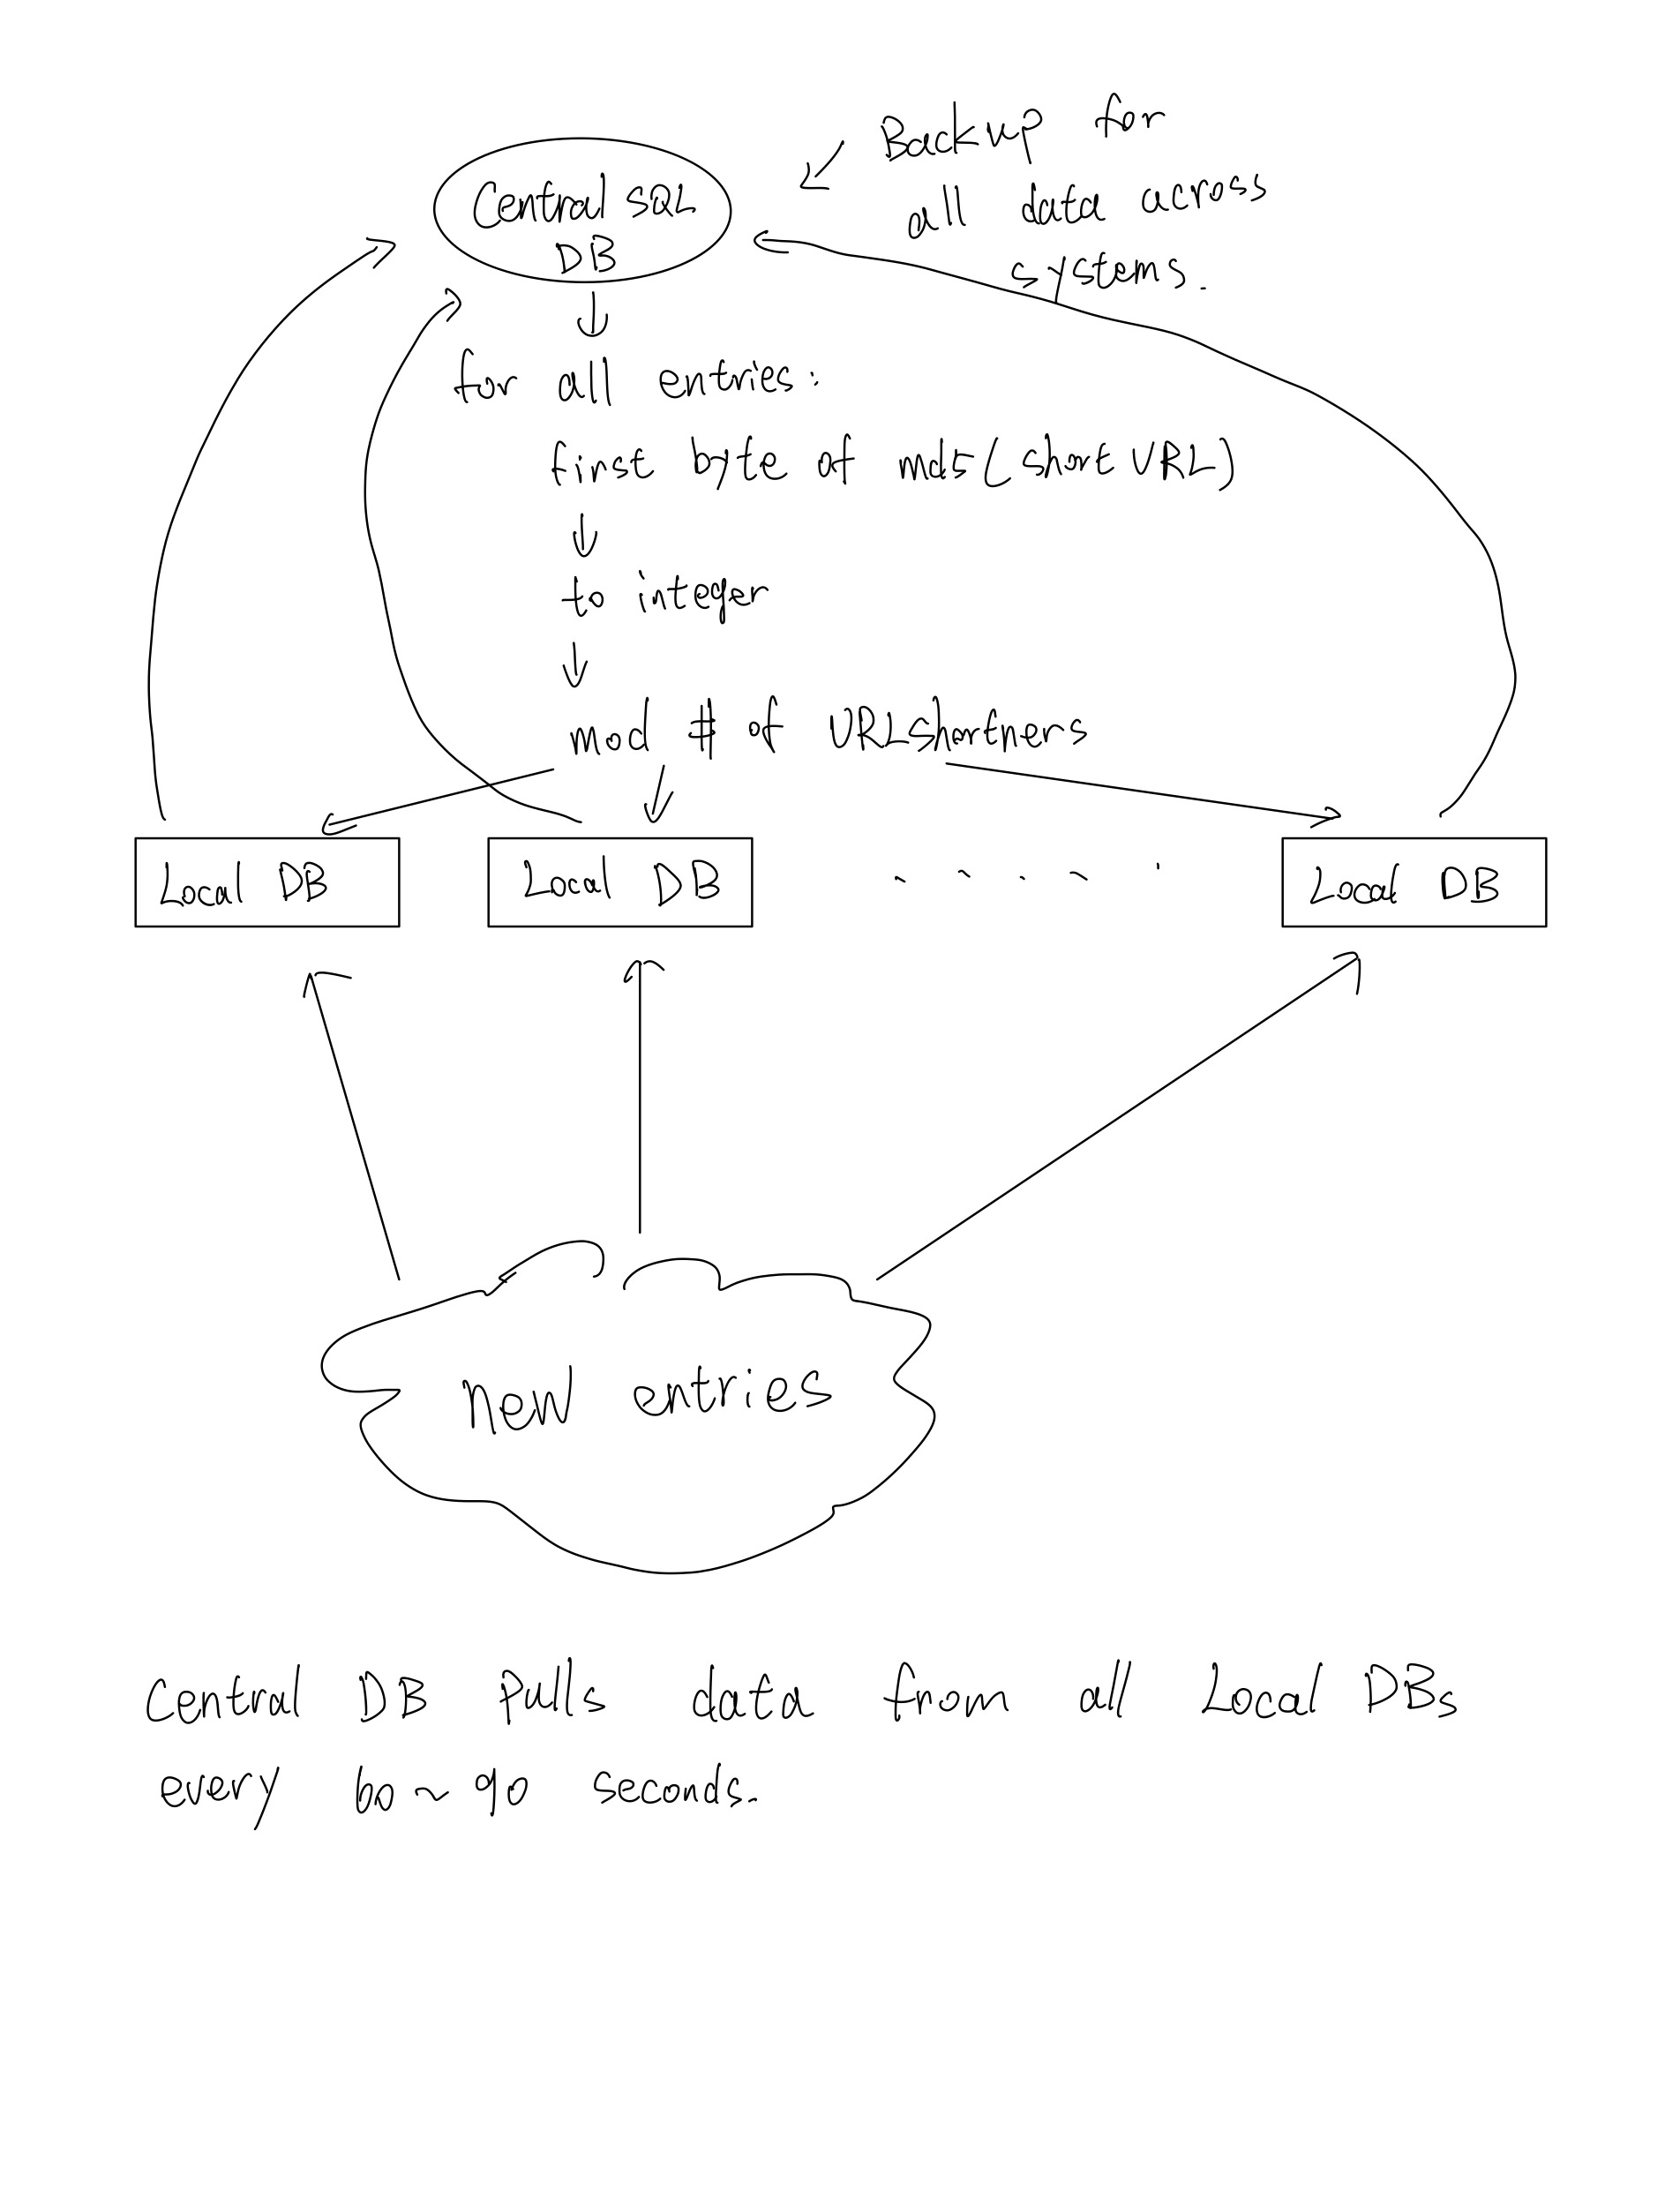 Backup for
all data across
systems.
Central SQL
DB
for all entries:
first byte of md5(short URL)
to integer
mod # of URLshortners
Local DB
Local DB
Local DB
new entries
Central DB Pulls data from all Local DBs
every 60 ~ 90 seconds.